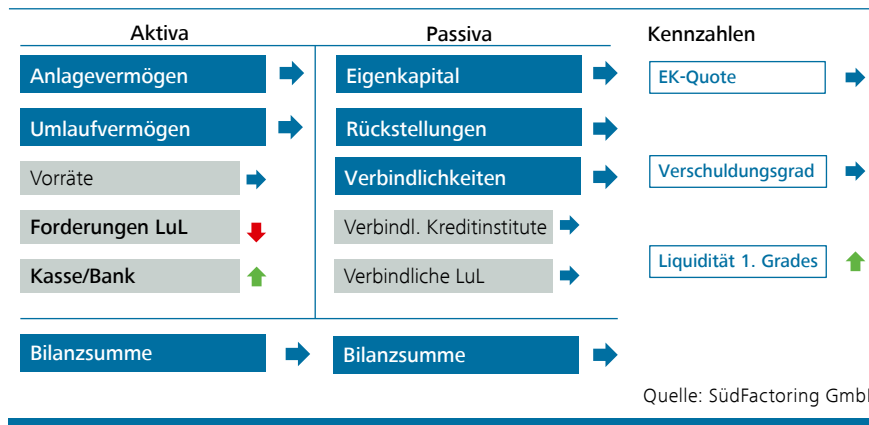 Aktiva
Passiva
Kennzahlen
Anlagevermögen
Eigenkapital
EK-Quote
Umlaufvermögen
Rückstellungen
Vorräte
Verbindlichkeiten
Verschuldungsgrad
Forderungen LuL
Verbindl. Kreditinstitute
Kasse/Bank
Verbindliche LuL
Liquidität 1. Grades
Bilanzsumme
Bilanzsumme
Quelle: SüdFactoring